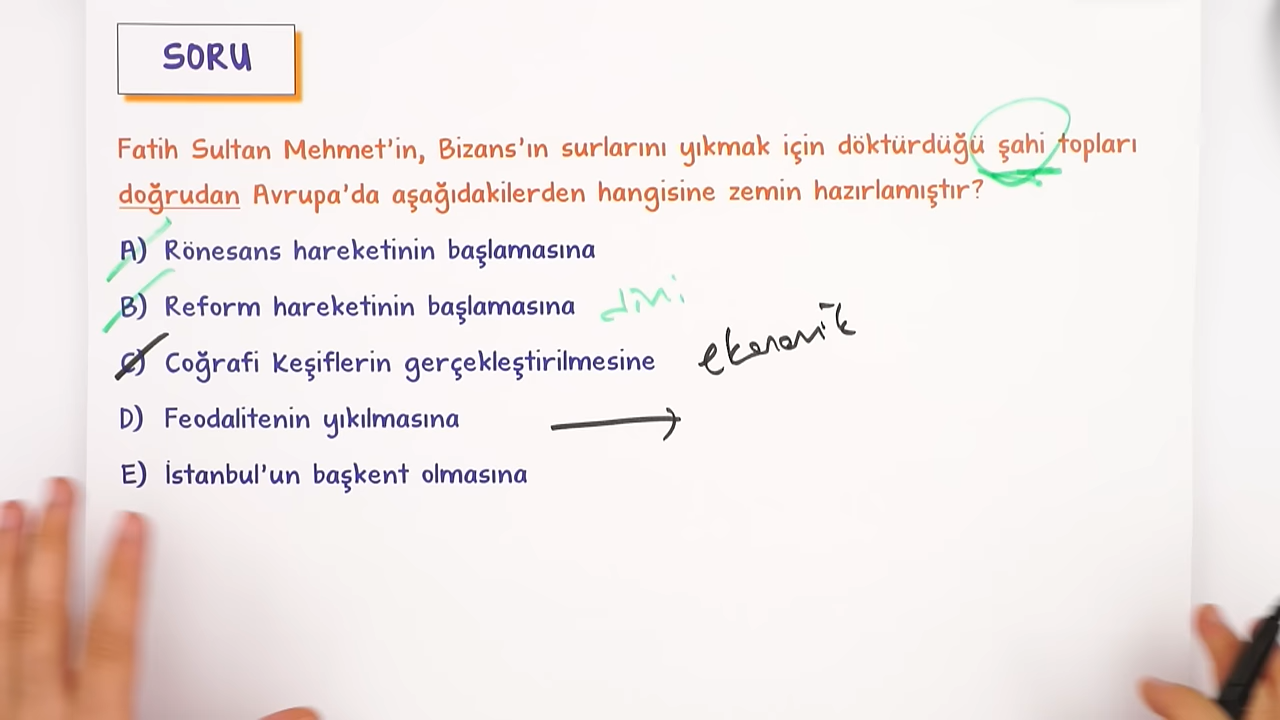 SORU
Fatih Sultan Mehmet'in, Bizans'ın surlarını yıkmak için döktürdüğü şahi topları
doğrudan Avrupa'da aşağıdakilerden hangisine zemin hazırlamıştır?
A) Rönesans hareketinin başlamasına
B) Reform hareketinin başlamasına dini
C) Coğrafi Keşiflerin gerçekleştirilmesine ekonomik
D) Feodalitenin yıkılmasına
E) İstanbul'un başkent olmasına